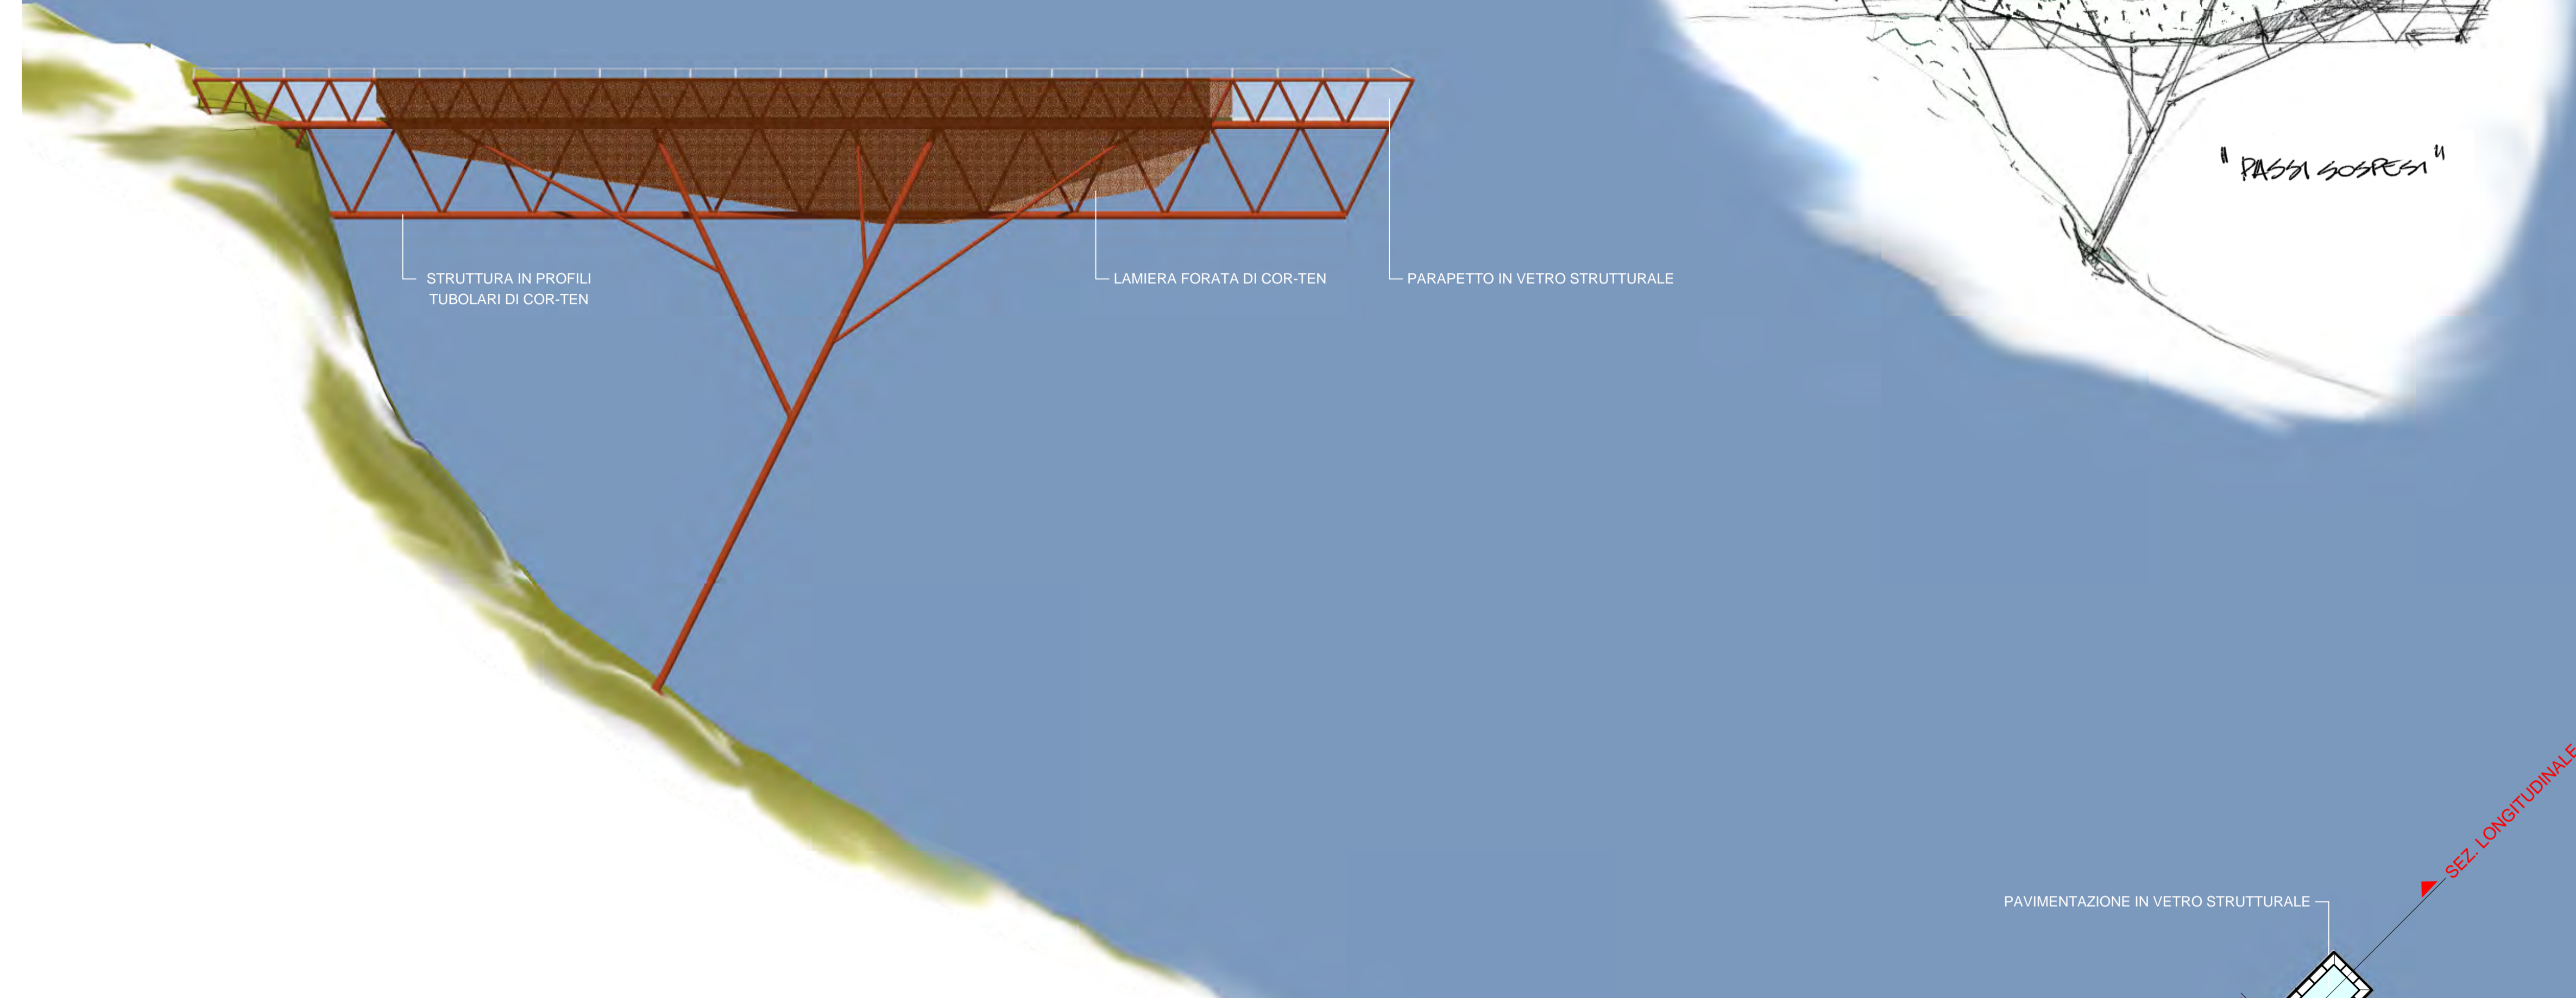 "PASSI SOSPESI"
STRUTTURA IN PROFILI
TUBOLARI DI COR-TEN
LAMIERA FORATA DI COR-TEN
PARAPETTO IN VETRO STRUTTURALE
SEZ. LONGITUDINALE
PAVIMENTAZIONE IN VETRO STRUTTURALE